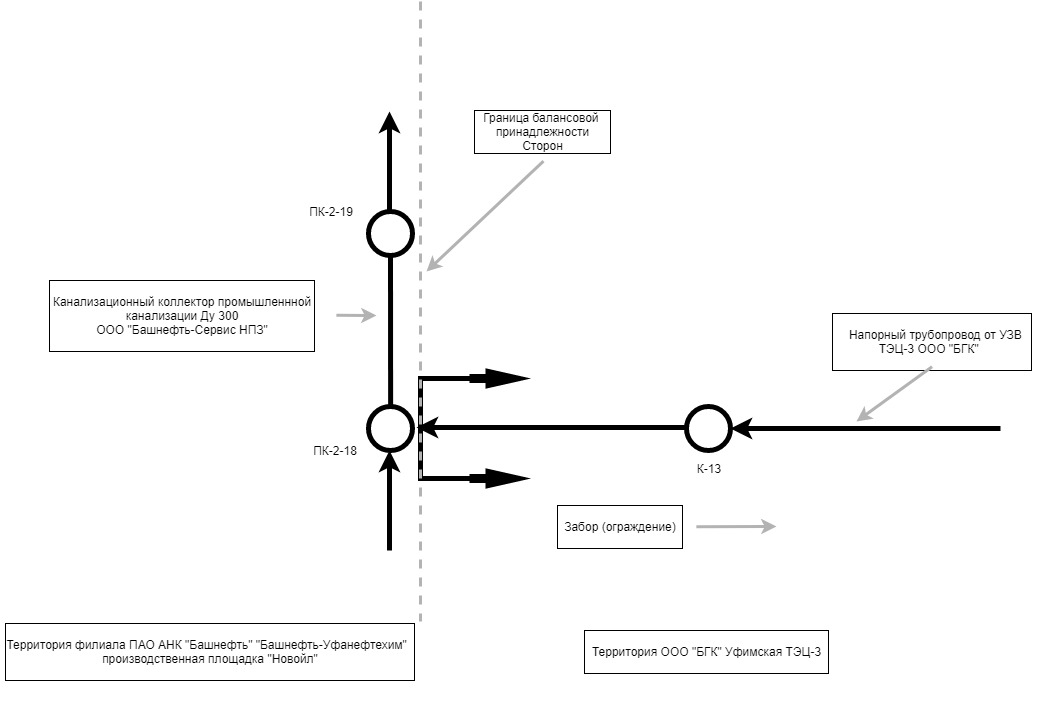 Граница балансовой
принадлежности
Сторон
ПК-2-19
Канализационный коллектор промышленнной
канализации Ду 300
ООО "Башнефть-Сервис НПЗ"
Напорный трубопровод от УЗВ
ТЭЦ-3 ООО "БГК"
ПК-2-18
К-13
Забор (ограждение)
Территория филиала ПАО АНК "Башнефть" "Башнефть-Уфанефтехим"
производственная площадка "Новойл"
Территория ООО "БГК" Уфимская ТЭЦ-3